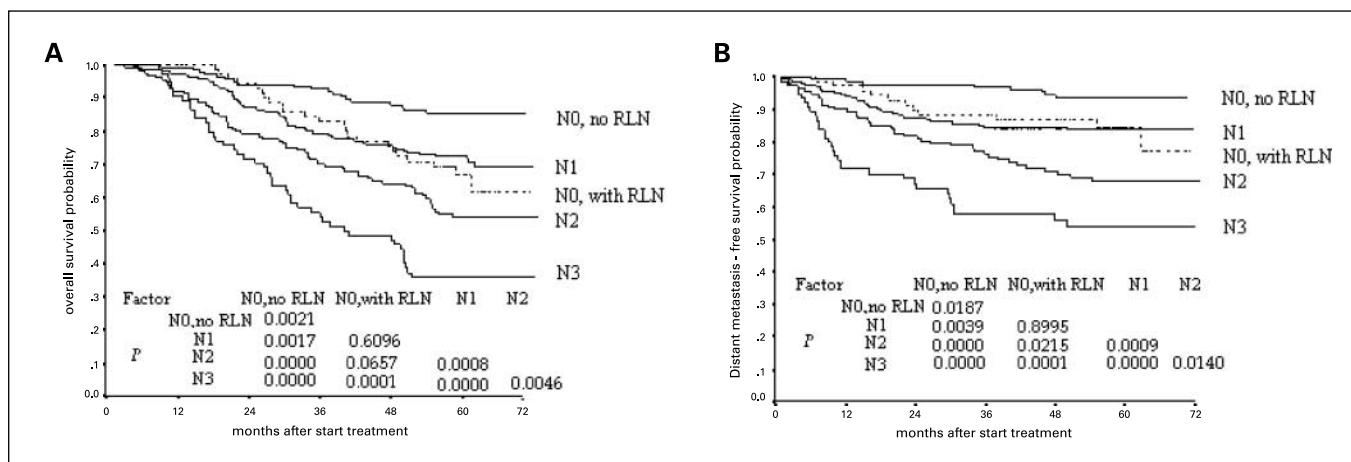 A
overall survival probability
1.0
.9
.8
.7
.6
.5
.4
.3
.2
.1
0.0
0 12 24 36 48 60 72
months after start treatment
N0, no RLN
N1
N0, with RLN
N2
N3
Factor N0,no RLN N0,with RLN N1 N2
N0,no RLN 0.0021
N1 0.0017 0.6096
P N2 0.0000 0.0657 0.0008
N3 0.0000 0.0001 0.0000 0.0046
B
Distant metastasis - free survival probability
1.0
.9
.8
.7
.6
.5
.4
.3
.2
.1
0.0
0 12 24 36 48 60 72
months after start treatment
N0, no RLN
N1
N0, with RLN
N2
N3
Factor N0,no RLN N0,with RLN N1 N2
N0,no RLN 0.0187
N1 0.0039 0.8995
P N2 0.0000 0.0215 0.0009
N3 0.0000 0.0001 0.0000 0.0140